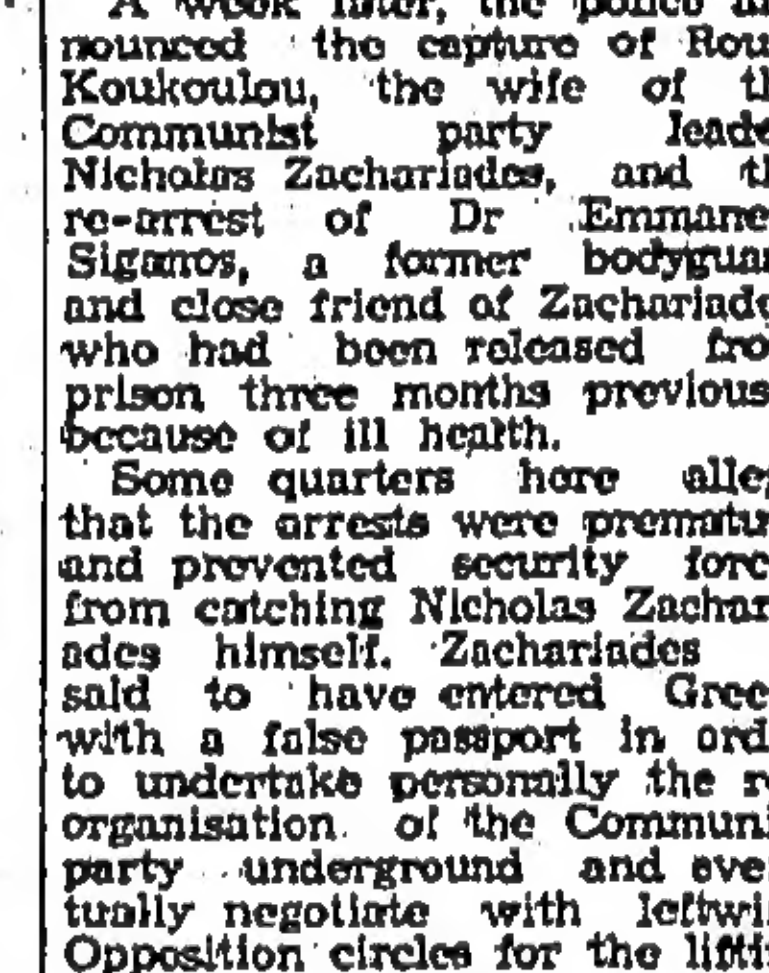 A week later, the police an
nounced the capture of Rou
Koukoulou, the wife of th
Communist party leade
Nicholas Zachariades, and th
re-arrest of Dr Emmane
Siganos, a former bodyguar
and close friend of Zachariade
who had been released fro
prison three months previous
because of ill health.
Some quarters here alleg
that the arrests were prematu
and prevented security forc
from catching Nicholas Zachar
ades himself. Zachariades
said to have entered Gree
with a false passport in ord
to undertake personally the r
organisation of the Communi
party underground and eve
tually negotiate with leftwi
Opposition circles for the lifti